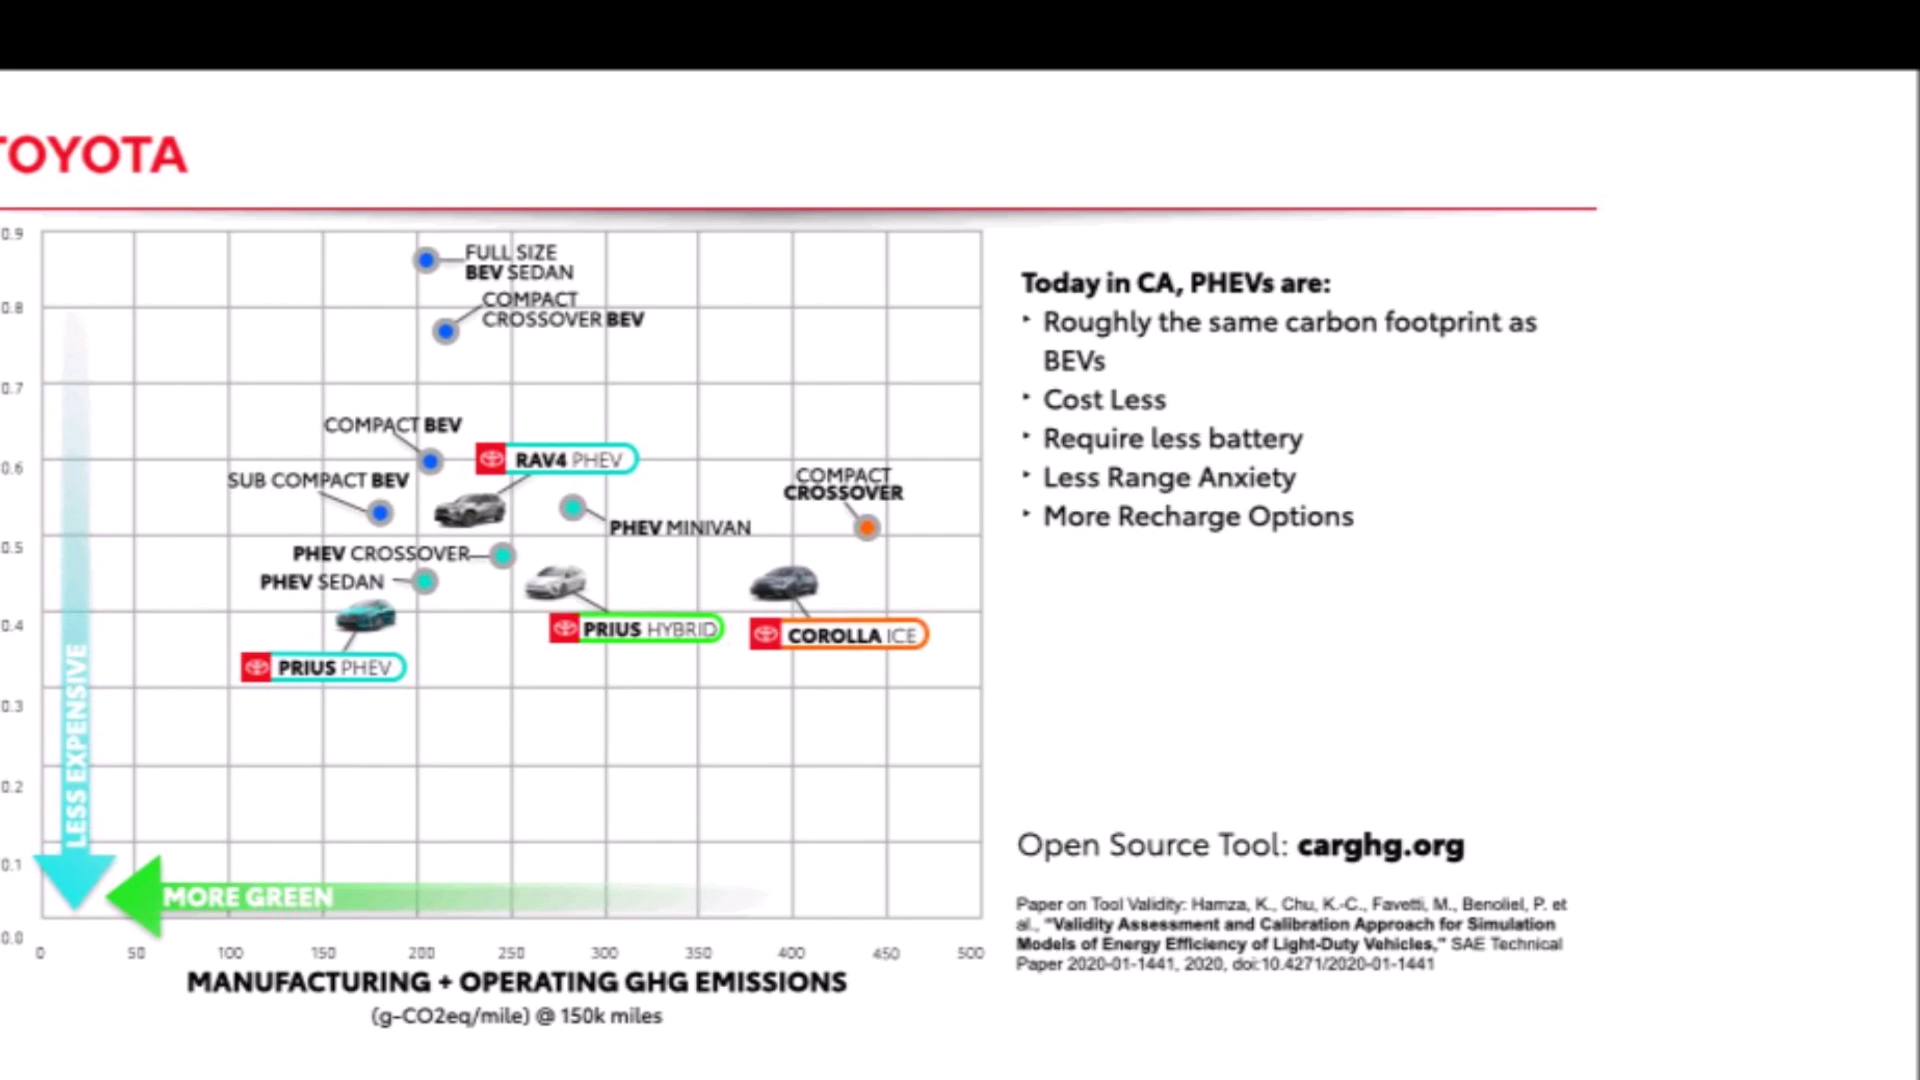 TOYOTA
0.9
FULL SIZE
BEV SEDAN
COMPACT
CROSSOVER BEV
0.8
0.7
COMPACT BEV
RAV4 PHEV
0.6
SUB COMPACT BEV
COMPACT
CROSSOVER
PHEV MINIVAN
0.5
PHEV CROSSOVER
PHEV SEDAN
0.4
PRIUS HYBRID
COROLLA ICE
PRIUS PHEV
0.3
0.2
0.1
0.0
LESS EXPENSIVE
MORE GREEN
0 50 100 150 200 250 300 350 400 450 500
MANUFACTURING + OPERATING GHG EMISSIONS
(g-CO2eq/mile) @ 150k miles
Today in CA, PHEVs are:
‣ Roughly the same carbon footprint as
BEVs
‣ Cost Less
‣ Require less battery
‣ Less Range Anxiety
‣ More Recharge Options
Open Source Tool: carghg.org
Paper on Tool Validity: Hamza, K., Chu, K.-C., Favetti, M., Benoliel, P. et
al., "Validity Assessment and Calibration Approach for Simulation
Models of Energy Efficiency of Light-Duty Vehicles," SAE Technical
Paper 2020-01-1441, 2020, doi:10.4271/2020-01-1441